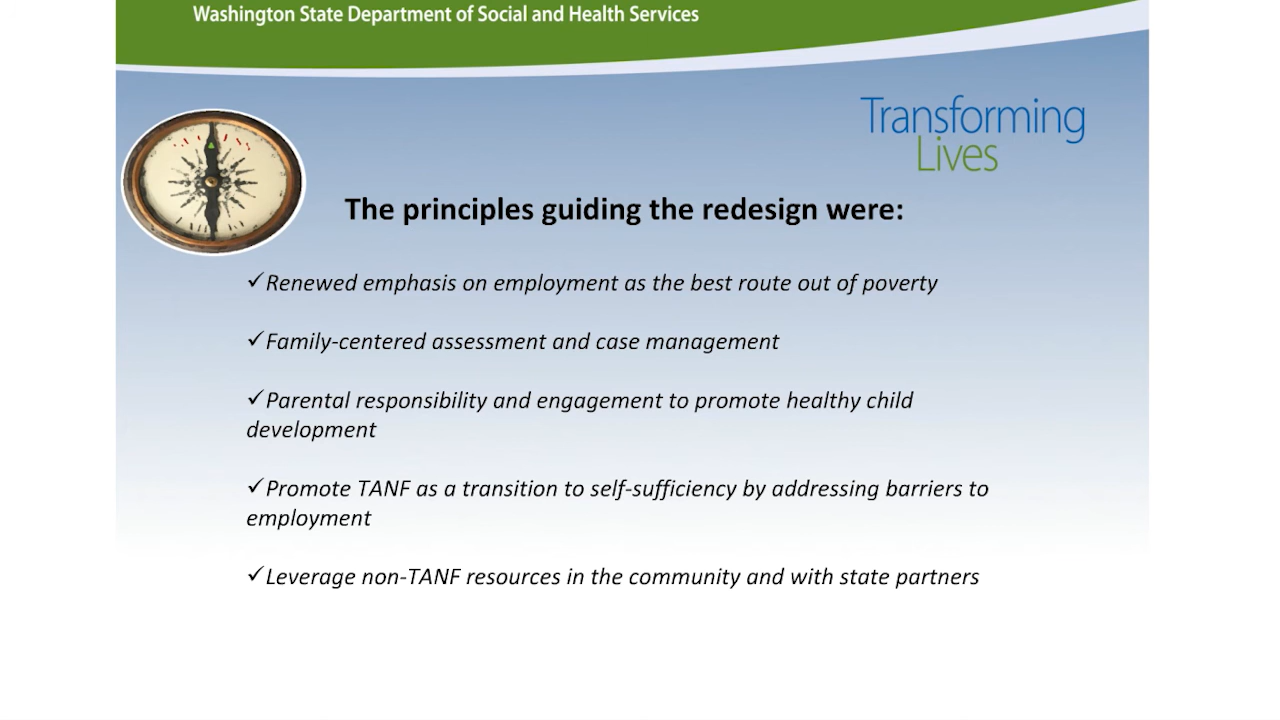 Washington State Department of Social and Health Services
Transforming
Lives
The principles guiding the redesign were:
✓Renewed emphasis on employment as the best route out of poverty
✓Family-centered assessment and case management
✓Parental responsibility and engagement to promote healthy child
development
✓Promote TANF as a transition to self-sufficiency by addressing barriers to
employment
✓Leverage non-TANF resources in the community and with state partners